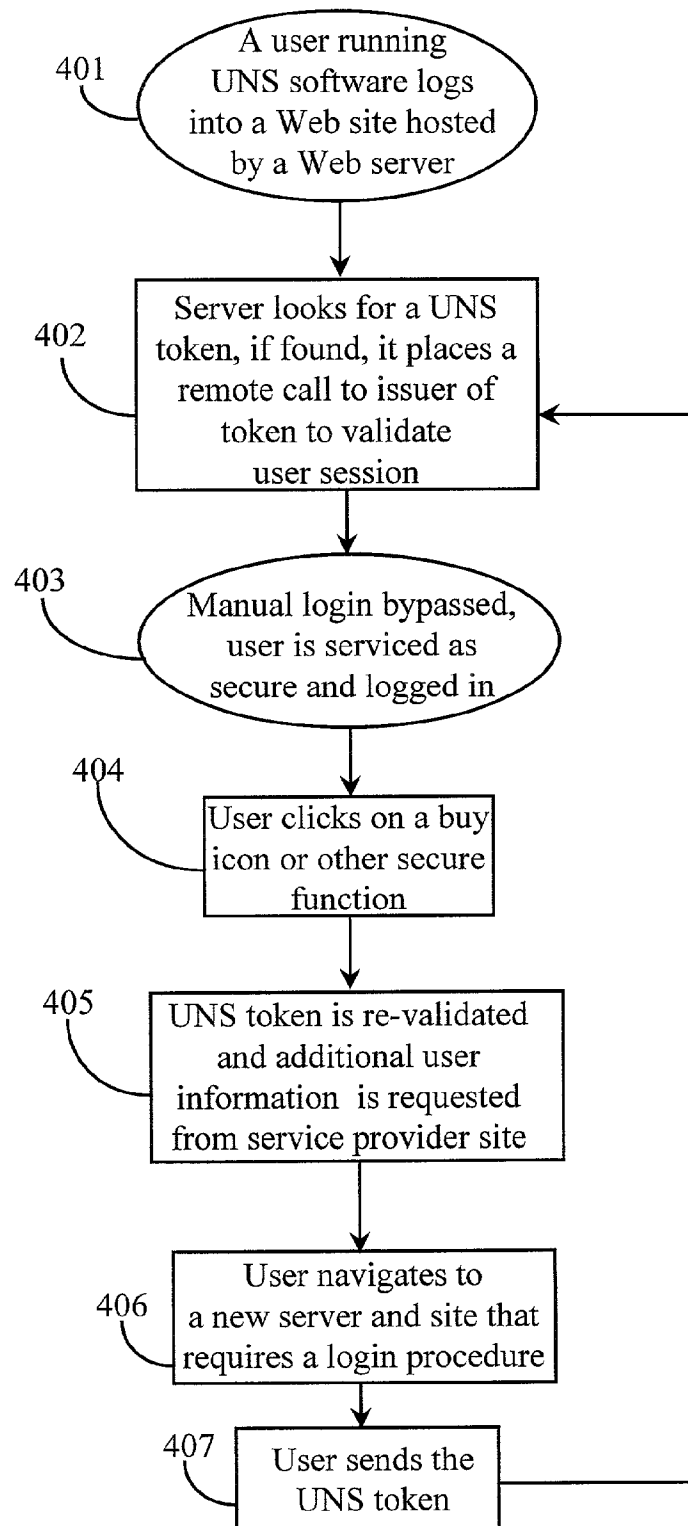 401
A user running
UNS software logs
into a Web site hosted
by a Web server
402
Server looks for a UNS
token, if found, it places a
remote call to issuer of
token to validate
user session
403
Manual login bypassed,
user is serviced as
secure and logged in
404
User clicks on a buy
icon or other secure
function
405
UNS token is re-validated
and additional user
information is requested
from service provider site
406
User navigates to
a new server and site that
requires a login procedure
407
User sends the
UNS token